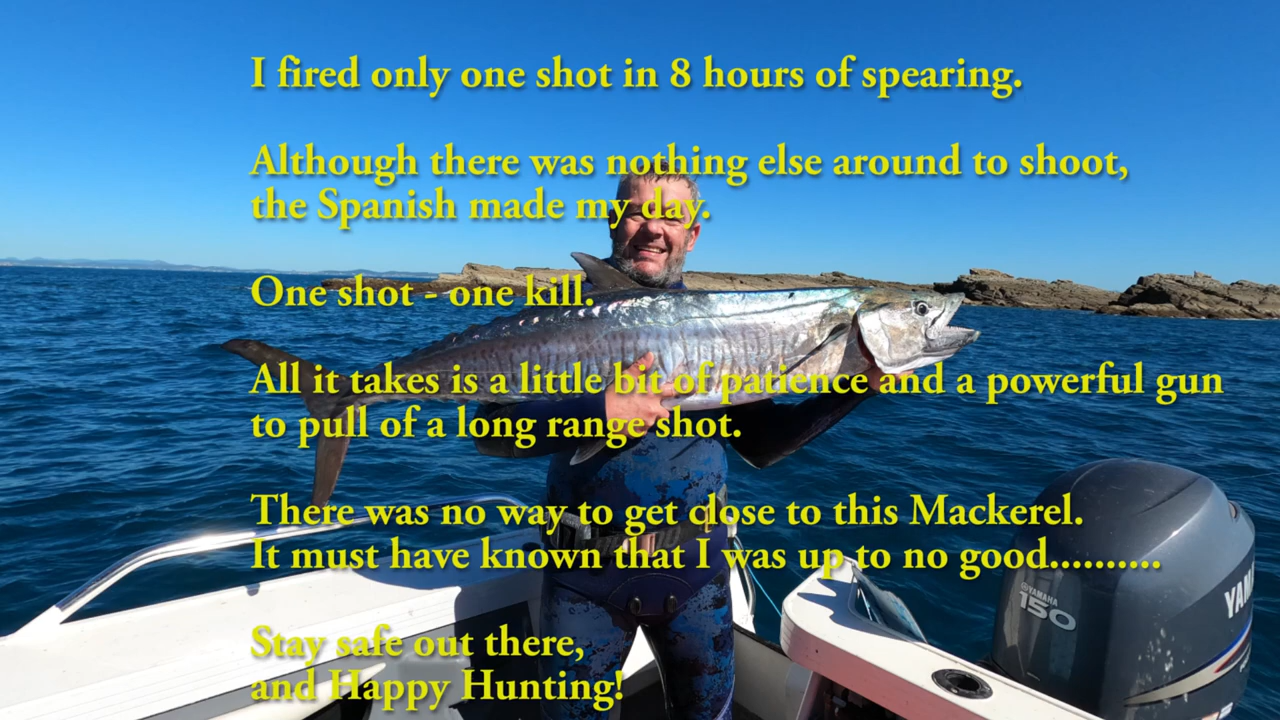 I fired only one shot in 8 hours of spearing.
Although there was nothing else around to shoot,
the Spanish made my day.
One shot - one kill.
All it takes is a little bit of patience and a powerful gun
to pull of a long range shot.
There was no way to get close to this Mackerel.
It must have known that I was up to no good..........
Stay safe out there,
and Happy Hunting!
YAMAHA
150
YAM